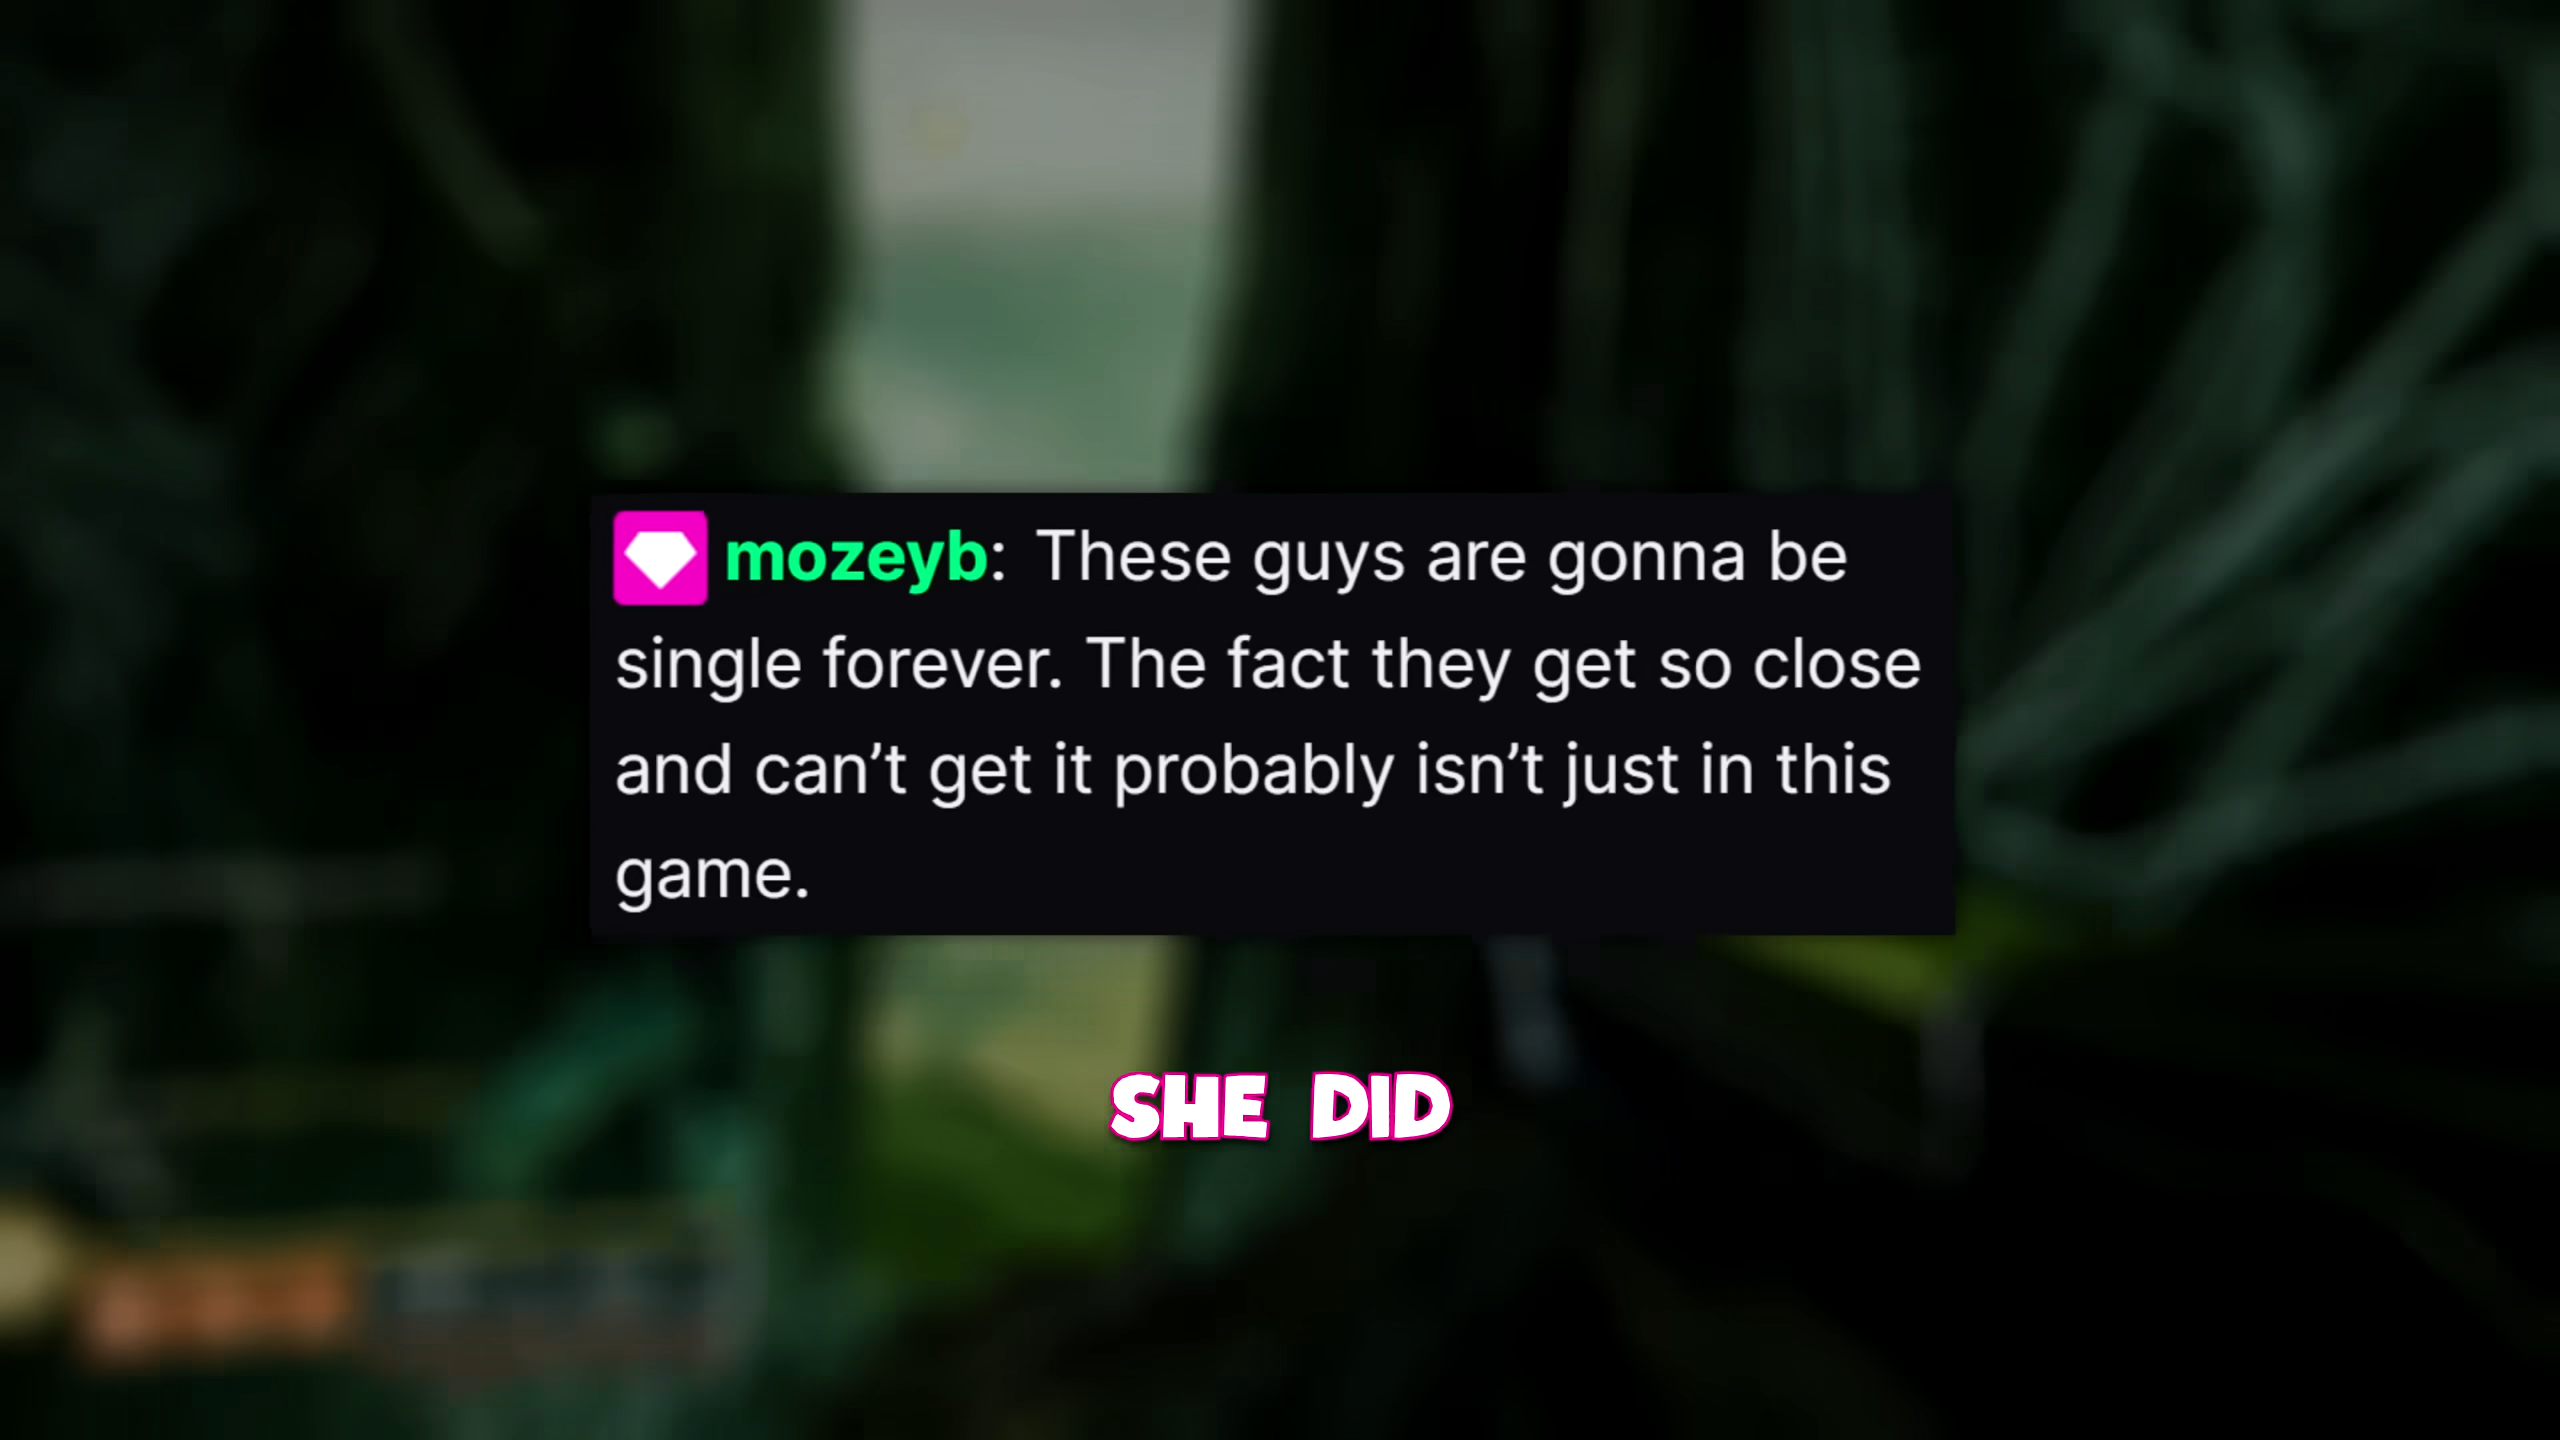 mozeyb: These guys are gonna be
single forever. The fact they get so close
and can’t get it probably isn’t just in this
game.
SHE DID